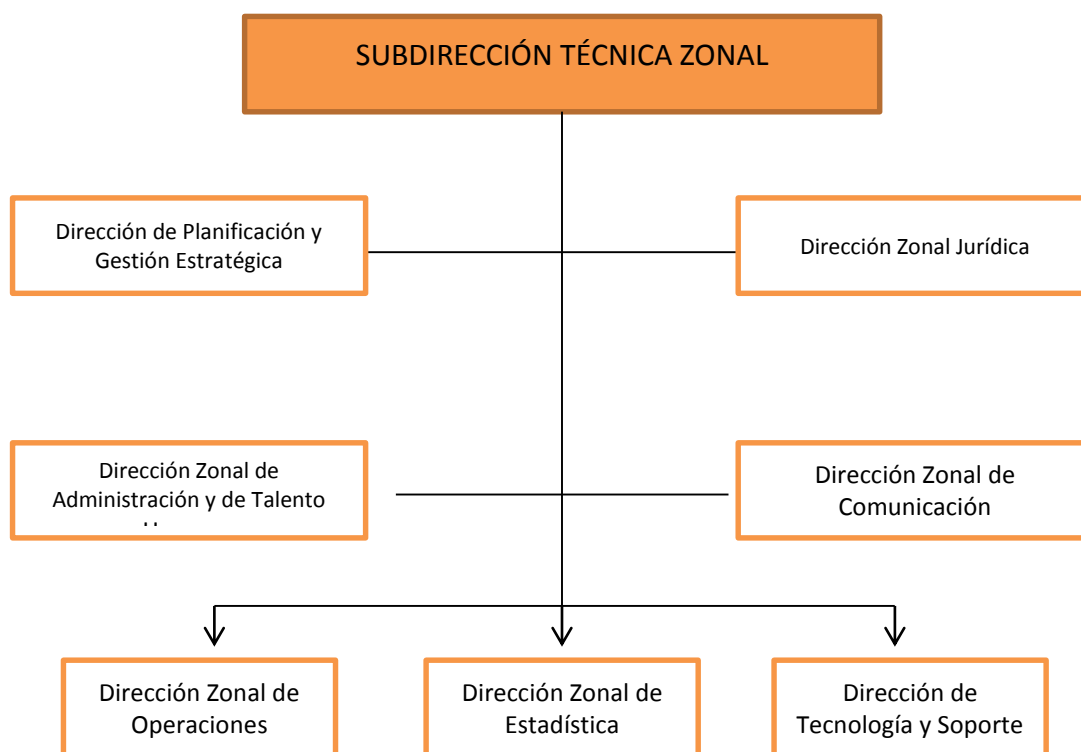 SUBDIRECCIÓN TÉCNICA ZONAL
Dirección de Planificación y
Gestión Estratégica
Dirección Zonal Jurídica
Dirección Zonal de
Administración y de Talento
Dirección Zonal de
Comunicación
Dirección Zonal de
Operaciones
Dirección Zonal de
Estadística
Dirección de
Tecnología y Soporte